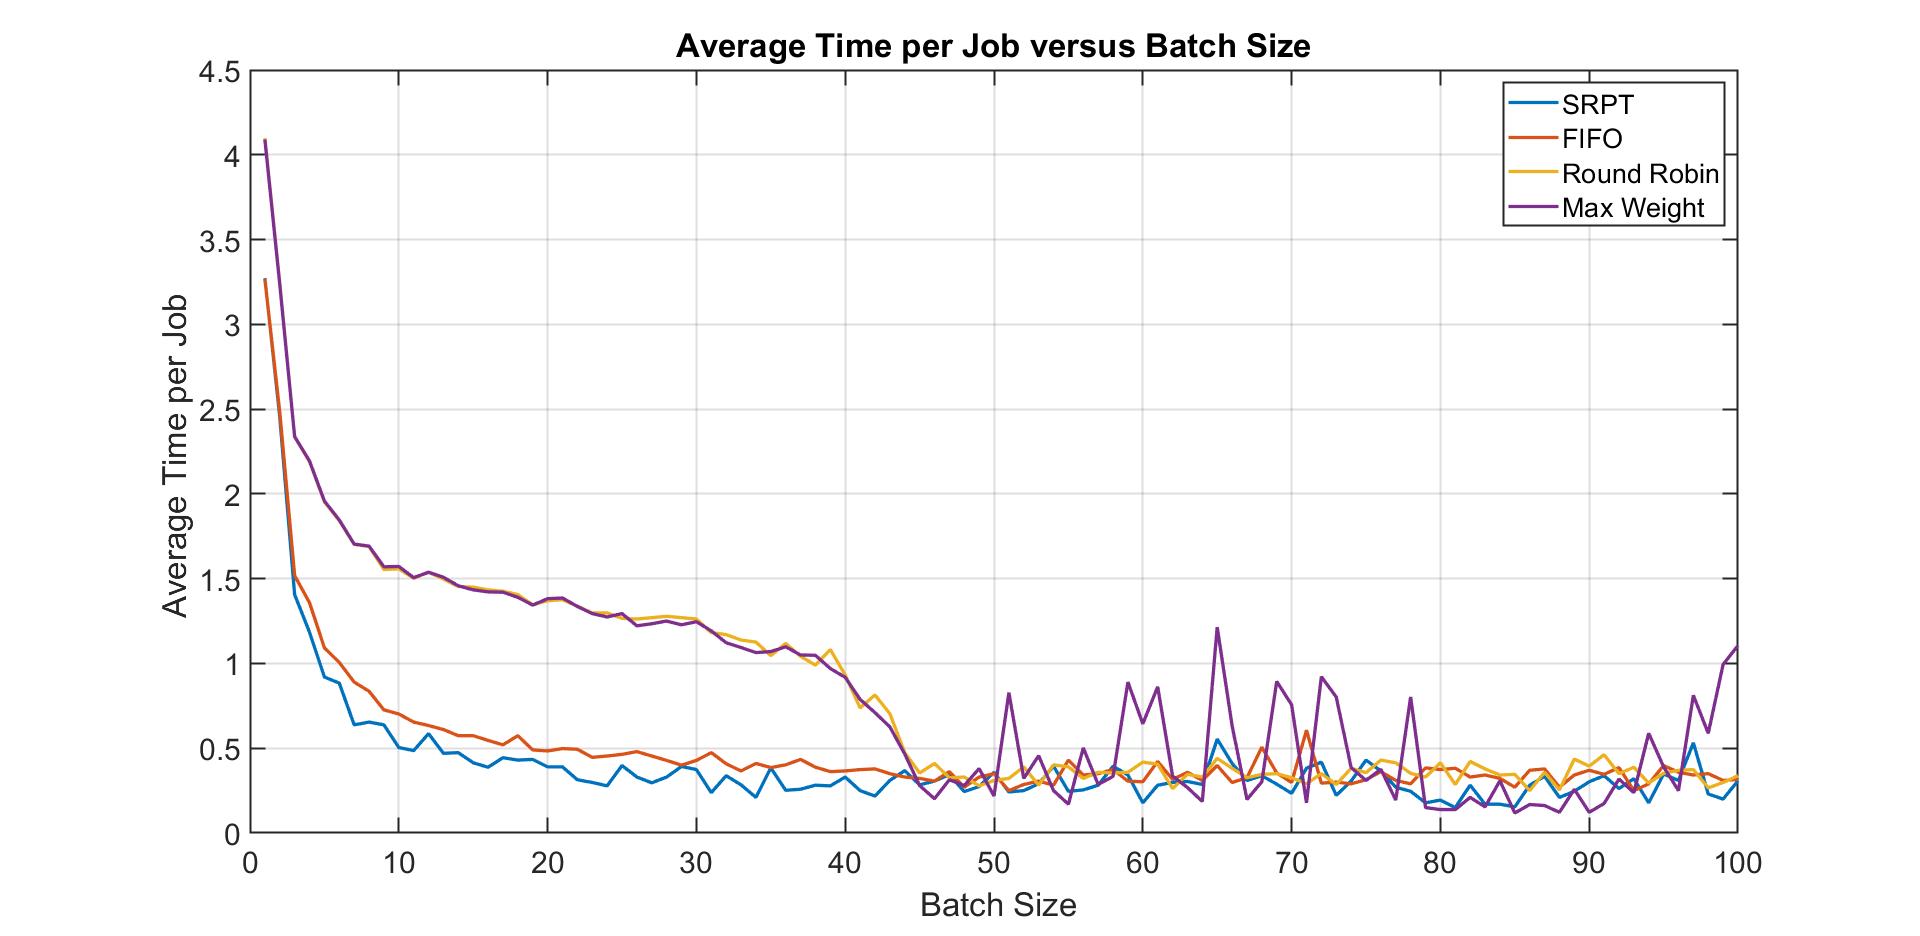 Average Time per Job versus Batch Size
4.5
4
3.5
3
2.5
2
1.5
1
0.5
0
Average Time per Job
SRPT
FIFO
Round Robin
Max Weight
0 10 20 30 40 50 60 70 80 90 100
Batch Size